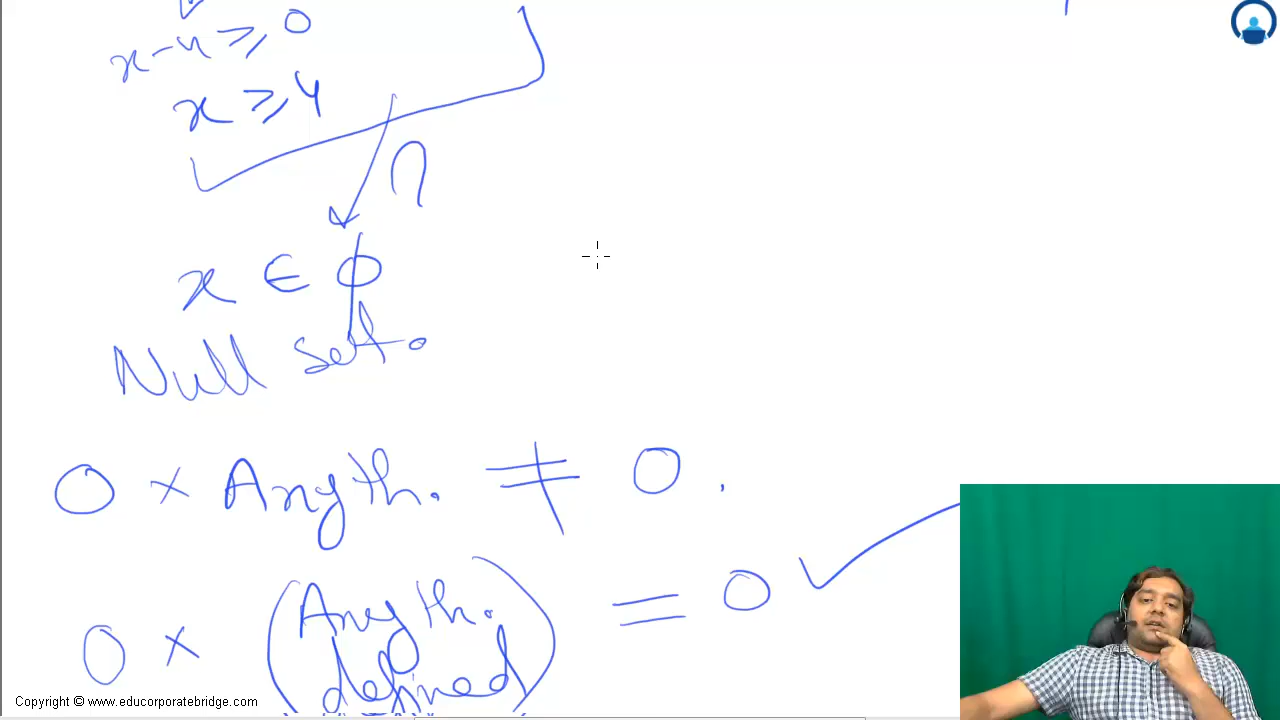 x-4 ≥ 0
x ≥ 4
∩
x ∈ ϕ
Null set.
0 × Anyth. ≠ 0.
0 × (Anyth. defined) = 0 ✓
Copyright © www.educorporatebridge.com/